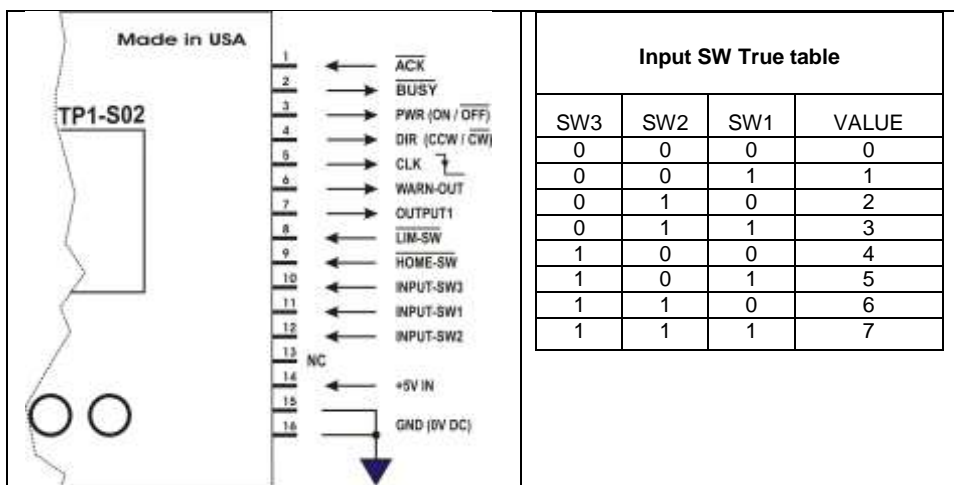 Made in USA
TP1-S02
1 ACK
2 BUSY
3 PWR (ON / OFF)
4 DIR (CCW / CW)
5 CLK
6 WARN-OUT
7 OUTPUT1
8 LIM-SW
9 HOME-SW
10 INPUT-SW3
11 INPUT-SW1
12 INPUT-SW2
13 NC
14 +5V IN
15
16
GND (0V DC)
Input SW True table
SW3 SW2 SW1 VALUE
0 0 0 0
0 0 1 1
0 1 0 2
0 1 1 3
1 0 0 4
1 0 1 5
1 1 0 6
1 1 1 7